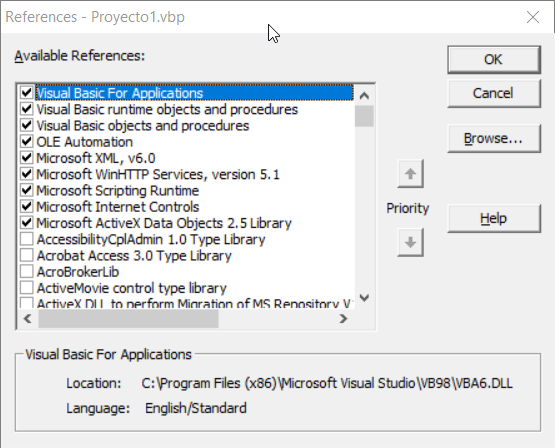 References - Proyecto1.vbp
Available References:
Visual Basic For Applications
Visual Basic runtime objects and procedures
Visual Basic objects and procedures
OLE Automation
Microsoft XML, v6.0
Microsoft WinHTTP Services, version 5.1
Microsoft Scripting Runtime
Microsoft Internet Controls
Microsoft ActiveX Data Objects 2.5 Library
AccessibilityCplAdmin 1.0 Type Library
Acrobat Access 3.0 Type Library
AcroBrokerLib
ActiveMovie control type library
ActiveX DLL to perform Migration of MS Repository V
OK
Cancel
Browse...
Priority
Help
Visual Basic For Applications
Location: C:\Program Files (x86)\Microsoft Visual Studio\VB98\VBA6.DLL
Language: English/Standard